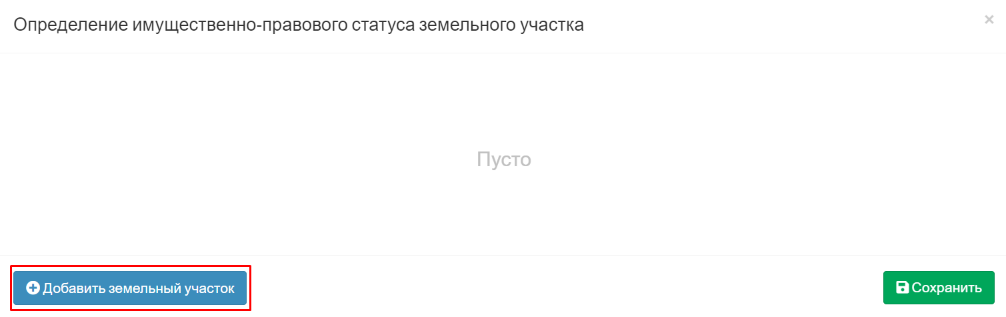 Определение имущественно-правового статуса земельного участка
×
Пусто
Добавить земельный участок
Сохранить